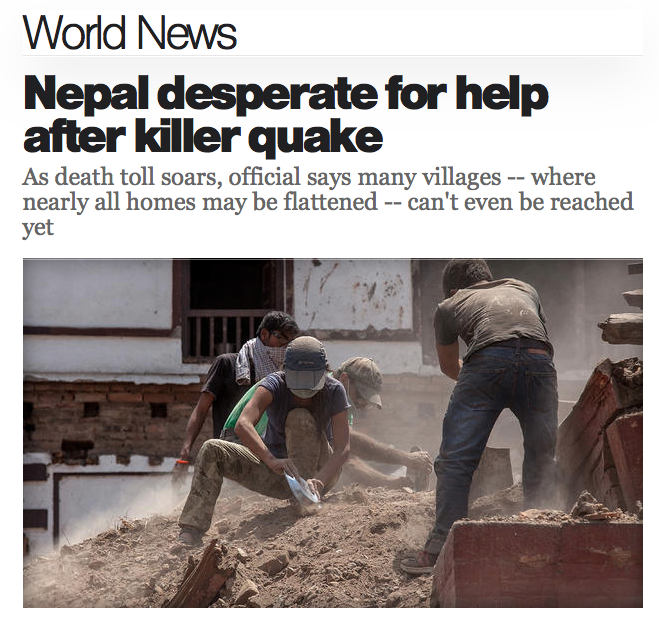 World News
Nepal desperate for help
after killer quake
As death toll soars, official says many villages -- where
nearly all homes may be flattened -- can't even be reached
yet